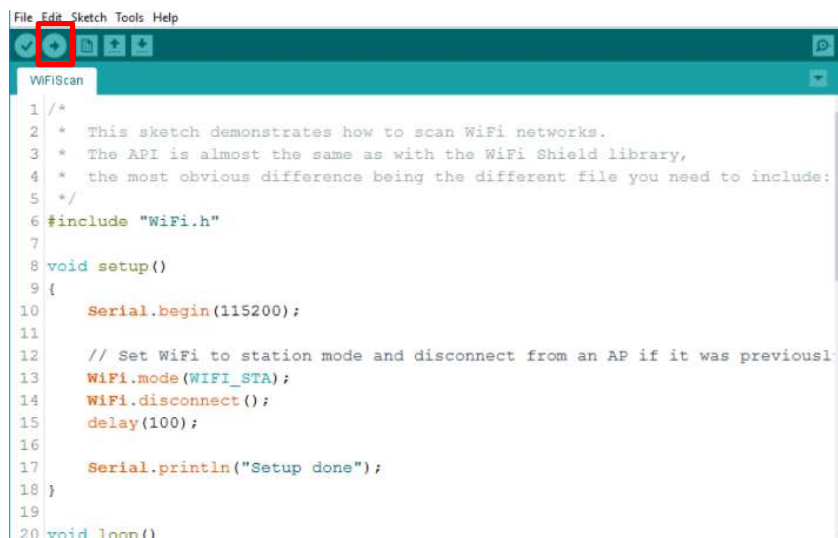 File Edit Sketch Tools Help
WiFiScan
1 /*
2 * This sketch demonstrates how to scan WiFi networks.
3 * The API is almost the same as with the WiFi Shield library,
4 * the most obvious difference being the different file you need to include:
5 */
6 #include "WiFi.h"
7
8 void setup()
9 {
10 Serial.begin(115200);
11
12 // Set WiFi to station mode and disconnect from an AP if it was previousl
13 WiFi.mode(WIFI_STA);
14 WiFi.disconnect();
15 delay(100);
16
17 Serial.println("Setup done");
18 }
19
20 void loop()